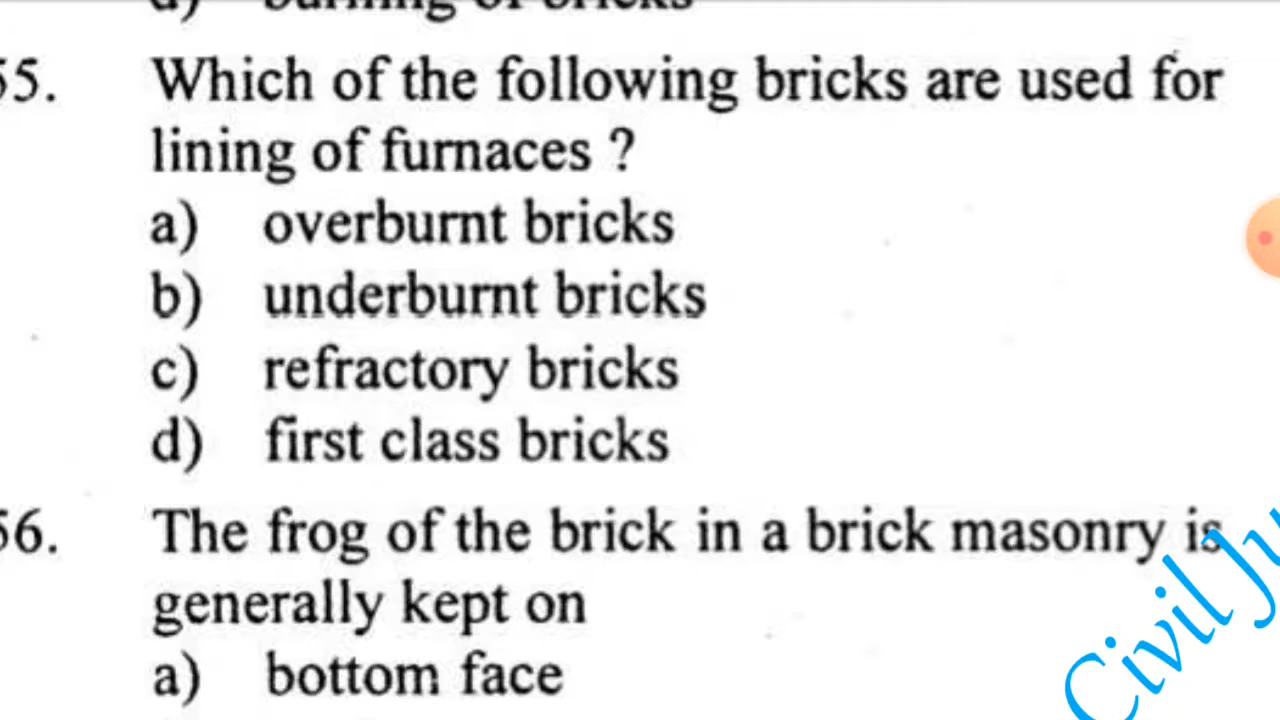 55. Which of the following bricks are used for
lining of furnaces ?
a) overburnt bricks
b) underburnt bricks
c) refractory bricks
d) first class bricks
56. The frog of the brick in a brick masonry is
generally kept on
a) bottom face
Civil